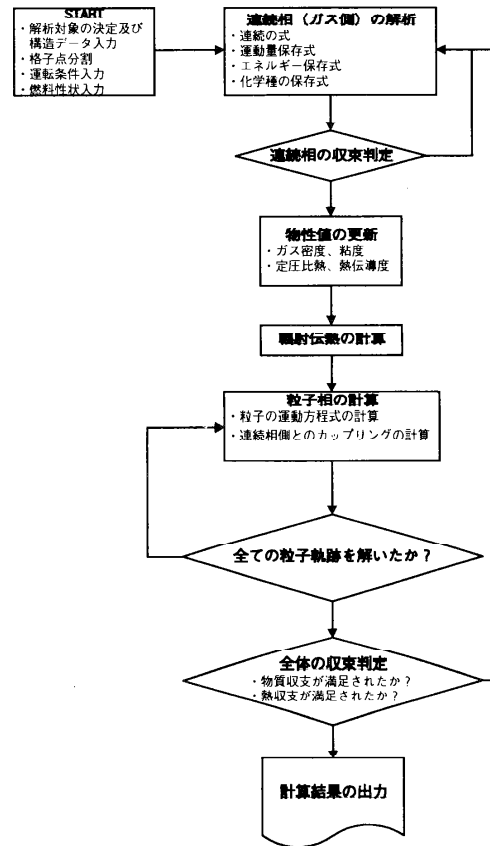 START
・解析対象の決定及び
構造データ入力
・格子点分割
・運転条件入力
・燃料性状入力
連続相（ガス側）の解析
・連続の式
・運動量保存式
・エネルギー保存式
・化学種の保存式
連続相の収束判定
物性値の更新
・ガス密度、粘度
・定圧比熱、熱伝導度
輻射伝熱の計算
粒子相の計算
・粒子の運動方程式の計算
・連続相側とのカップリングの計算
全ての粒子軌跡を解いたか？
全体の収束判定
・物質収支が満足されたか？
・熱収支が満足されたか？
計算結果の出力